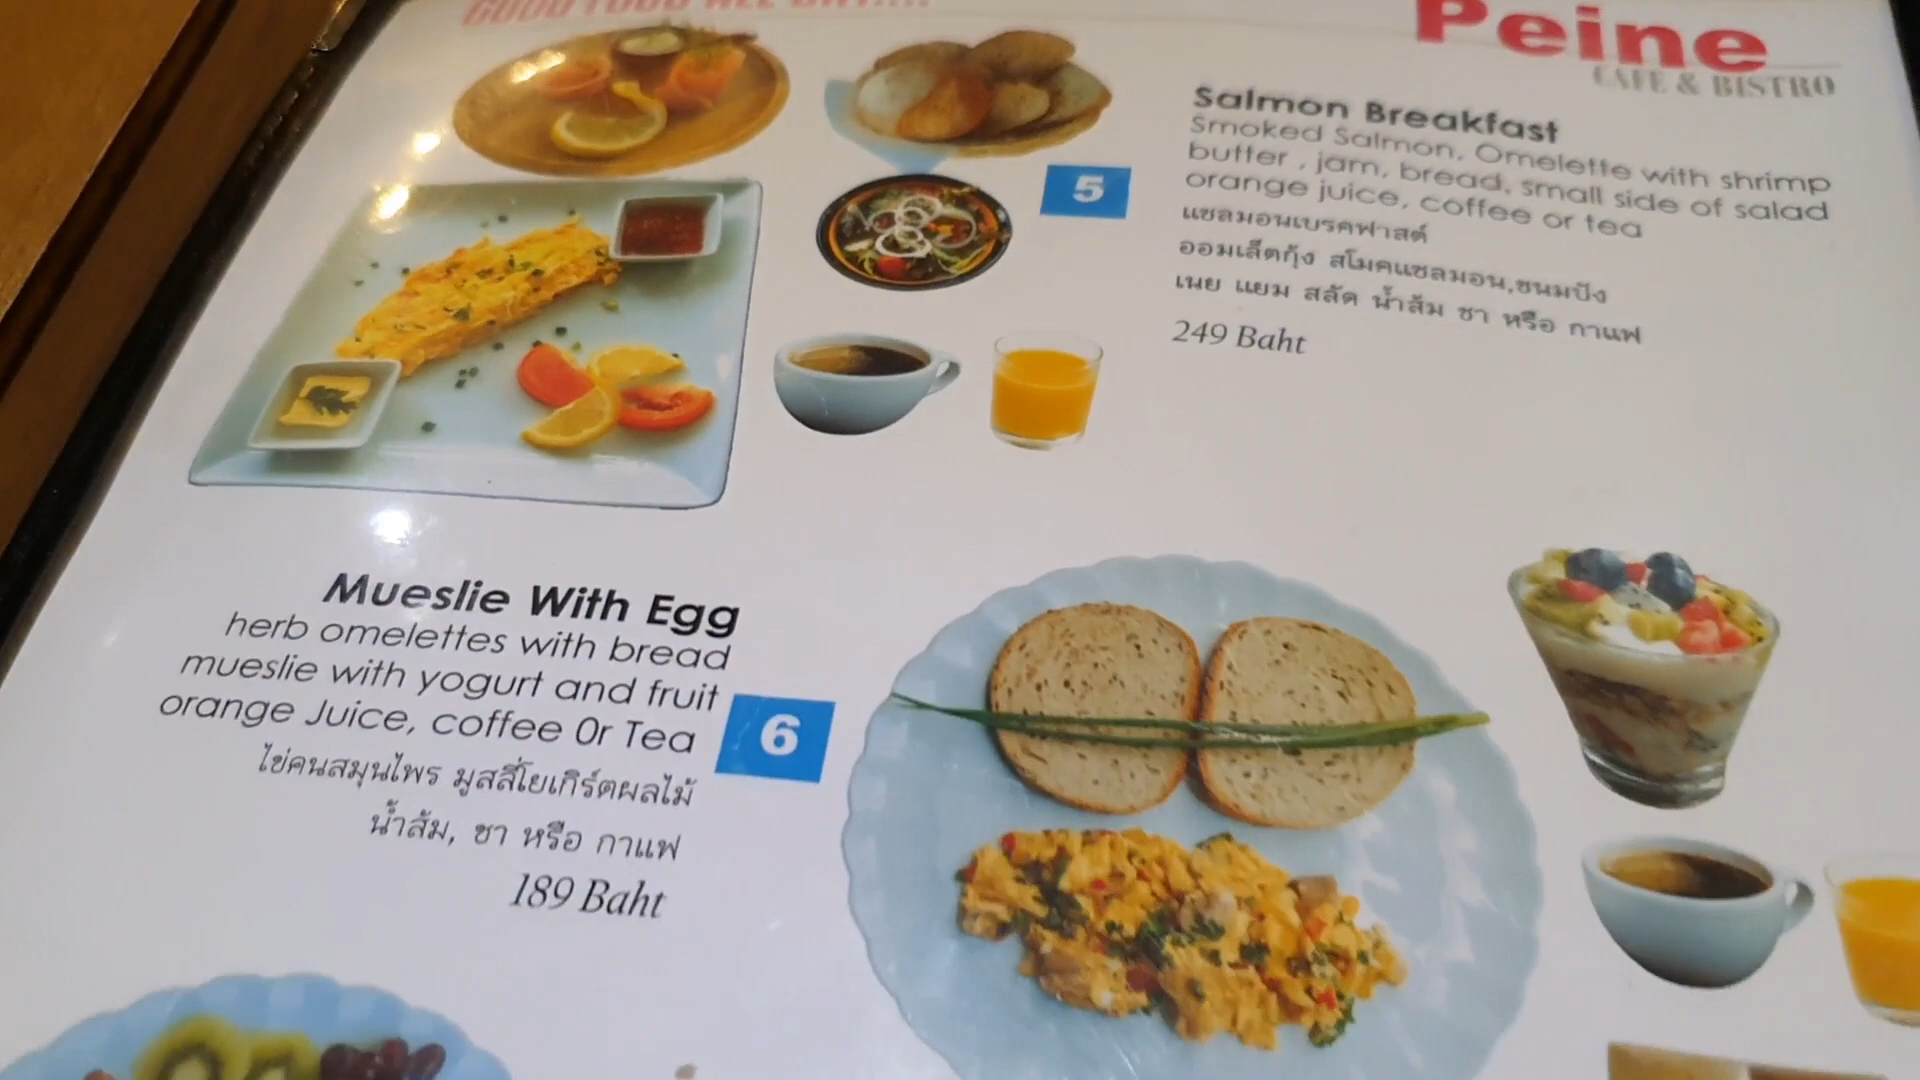 GOOD FOOD ALL DAY....
Peine
CAFE & BISTRO
Salmon Breakfast
Smoked Salmon, Omelette with shrimp
butter , jam, bread, small side of salad
orange juice, coffee or tea
แซลมอนเบรคฟาสต์
ออมเล็ตกุ้ง สโมคแซลมอน,ขนมปัง
เนย แยม สลัด น้ำส้ม ชา หรือ กาแฟ
249 Baht
5
Mueslie With Egg
herb omelettes with bread
mueslie with yogurt and fruit
orange Juice, coffee Or Tea
6
ไข่คนสมุนไพร มูสลี่โยเกิร์ตผลไม้
น้ำส้ม, ชา หรือ กาแฟ
189 Baht